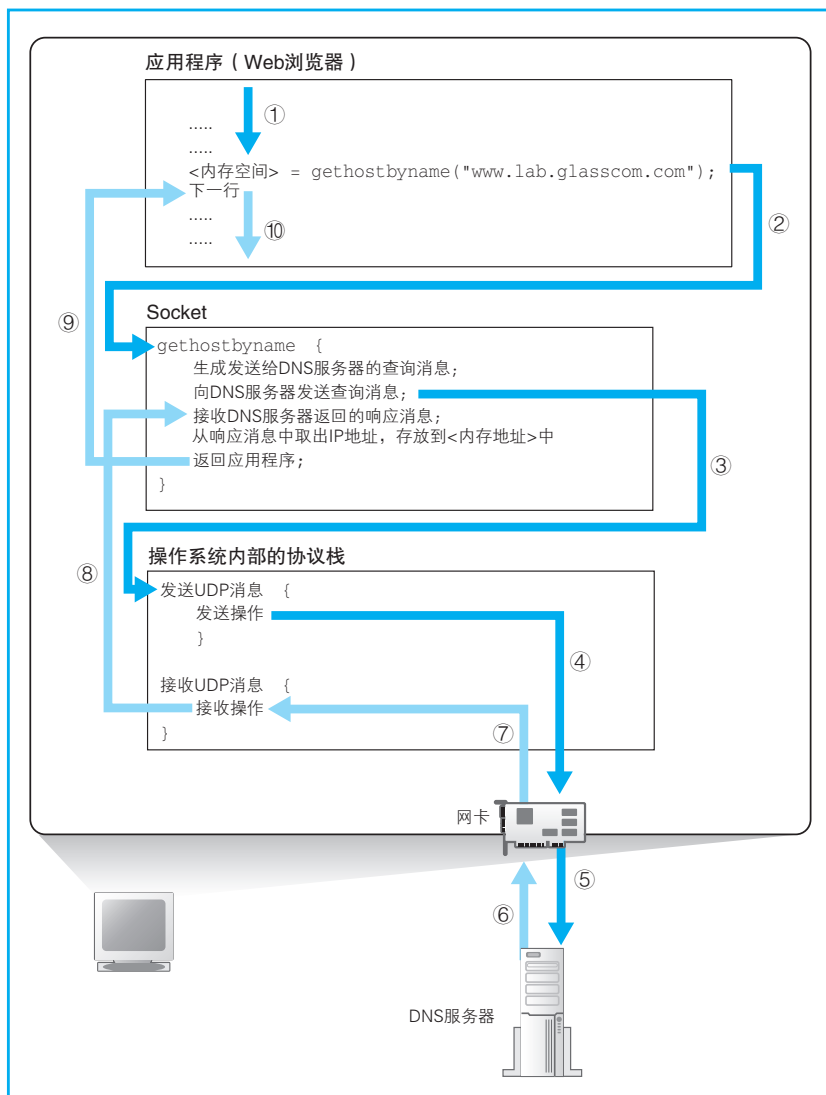 应用程序（Web浏览器）
①
.....
.....
<内存空间> = gethostbyname("www.lab.glasscom.com");
下一行
②
.....
⑩
.....
⑨
Socket
gethostbyname {
生成发送给DNS服务器的查询消息;
向DNS服务器发送查询消息;
接收DNS服务器返回的响应消息;
从响应消息中取出IP地址，存放到<内存地址>中
返回应用程序;
③
}
操作系统内部的协议栈
⑧
发送UDP消息 {
发送操作
}
④
接收UDP消息 {
接收操作
⑦
}
网卡
⑤
⑥
DNS服务器